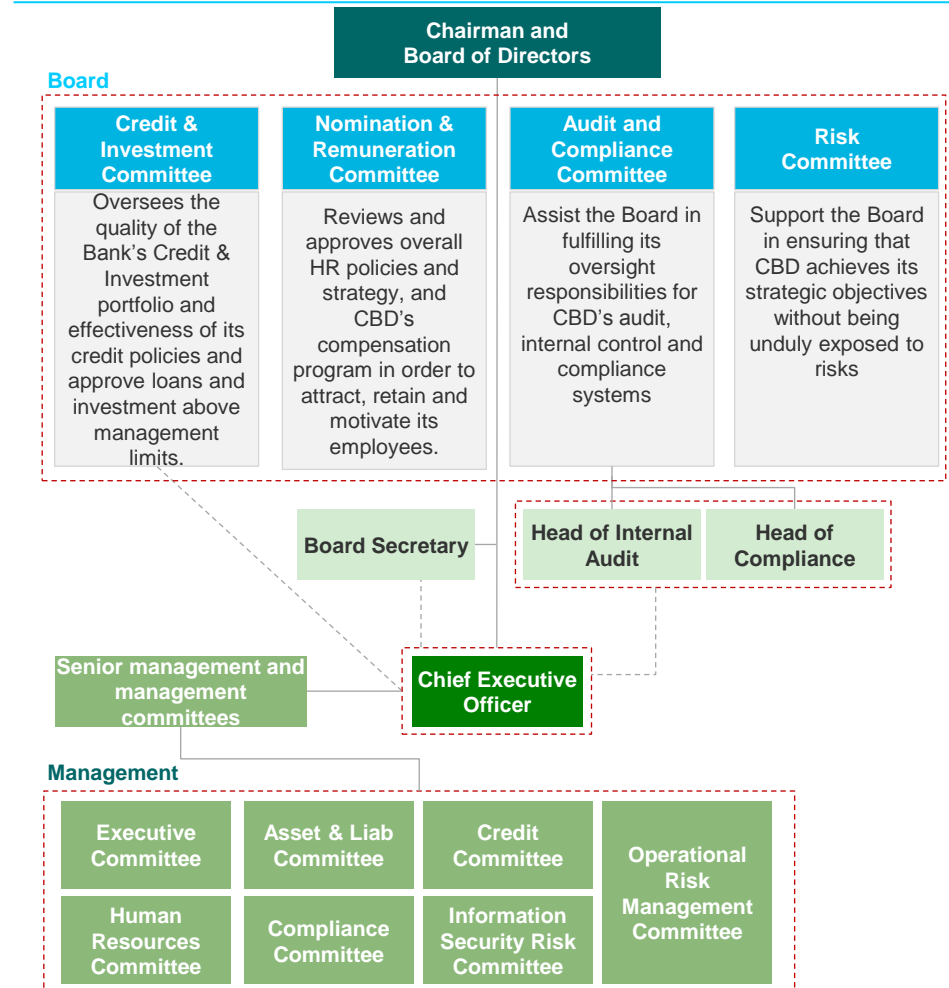 Chairman and
Board of Directors
Board
Credit &
Investment
Committee
Oversees the
quality of the
Bank's Credit &
Investment
portfolio and
effectiveness of its
credit policies and
approve loans and
investment above
management
limits.
Nomination &
Remuneration
Committee
Reviews and
approves overall
HR policies and
strategy, and
CBD's
compensation
program in order to
attract, retain and
motivate its
employees.
Audit and
Compliance
Committee
Assist the Board in
fulfilling its
oversight
responsibilities for
CBD's audit,
internal control and
compliance
systems
Risk
Committee
Support the Board
in ensuring that
CBD achieves its
strategic objectives
without being
unduly exposed to
risks
Board Secretary
Head of Internal
Audit
Head of
Compliance
Senior management and
management
committees
Chief Executive
Officer
Management
Executive
Committee
Asset & Liab
Committee
Credit
Committee
Operational
Risk
Management
Committee
Human
Resources
Committee
Compliance
Committee
Information
Security Risk
Committee